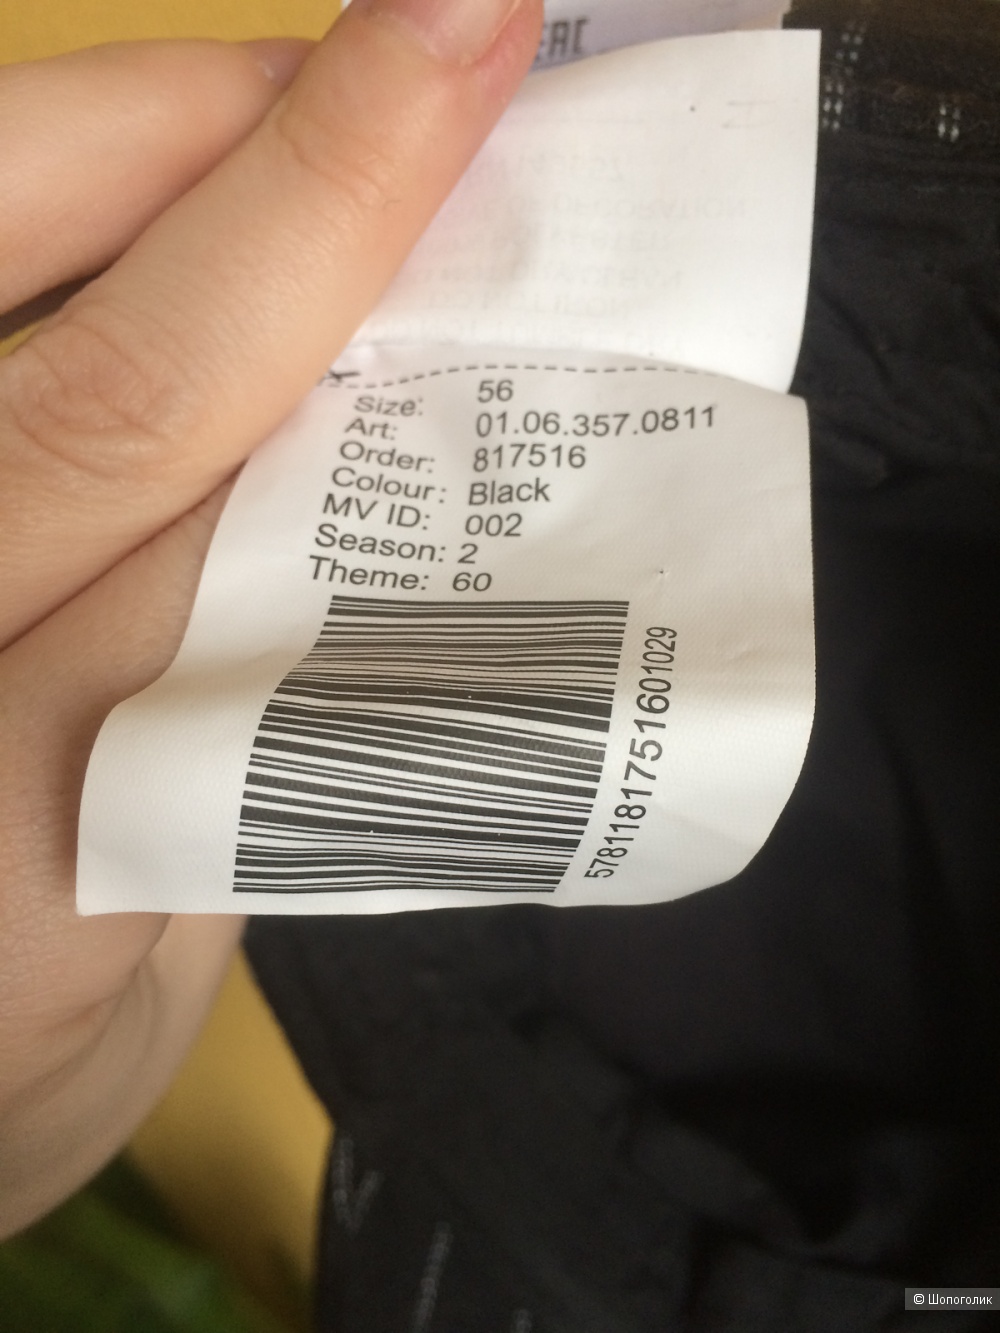 EAC
Size: 56
Art: 01.06.357.0811
Order: 817516
Colour: Black
MV ID: 002
Season: 2
Theme: 60
5781181751601029
© Шопоголик